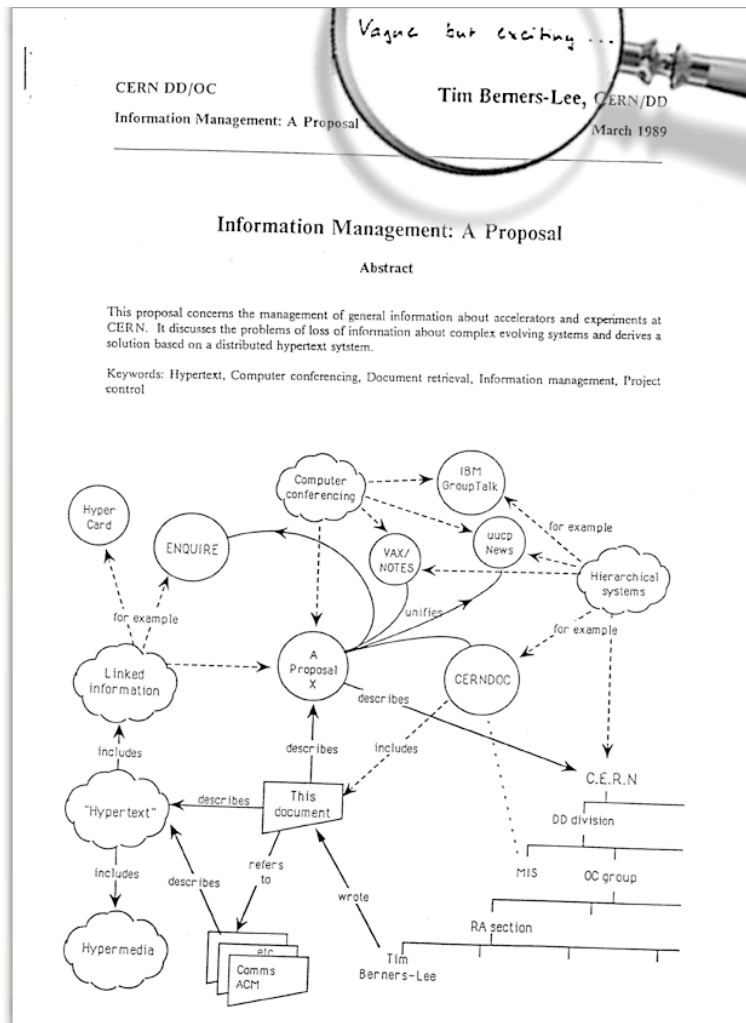 Vague but exciting ...
CERN DD/OC
Tim Berners-Lee, CERN/DD
Information Management: A Proposal
March 1989
Information Management: A Proposal
Abstract
This proposal concerns the management of general information about accelerators and experiments at
CERN. It discusses the problems of loss of information about complex evolving systems and derives a
solution based on a distributed hypertext sytstem.
Keywords: Hypertext, Computer conferencing, Document retrieval, Information management, Project
control
Computer
conferencing
IBM
GroupTalk
Hyper
Card
ENQUIRE
VAX/
NOTES
uucp
News
for example
Hierarchical
systems
unifies
for example
for example
Linked
information
A
Proposal
X
CERNDOC
describes
includes
describes
includes
C.E.R.N
"Hypertext"
describes
This
document
DD division
includes
describes
refers
to
MIS
OC group
wrote
RA section
Hypermedia
etc
Comms
ACM
Tim
Berners-Lee